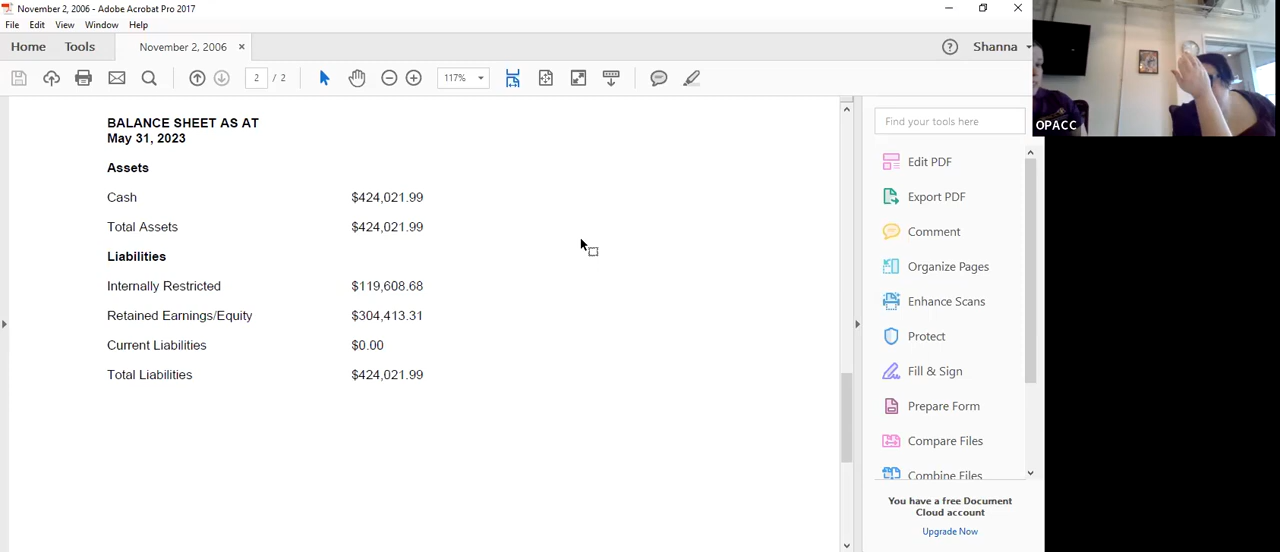 November 2, 2006 - Adobe Acrobat Pro 2017
File Edit View Window Help
Home Tools November 2, 2006 × ? Shanna
2 / 2 117%
BALANCE SHEET AS AT
May 31, 2023
Assets
Cash $424,021.99
Total Assets $424,021.99
Liabilities
Internally Restricted $119,608.68
Retained Earnings/Equity $304,413.31
Current Liabilities $0.00
Total Liabilities $424,021.99
Find your tools here
Edit PDF
Export PDF
Comment
Organize Pages
Enhance Scans
Protect
Fill & Sign
Prepare Form
Compare Files
Combine Files
You have a free Document
Cloud account
Upgrade Now
OPACC